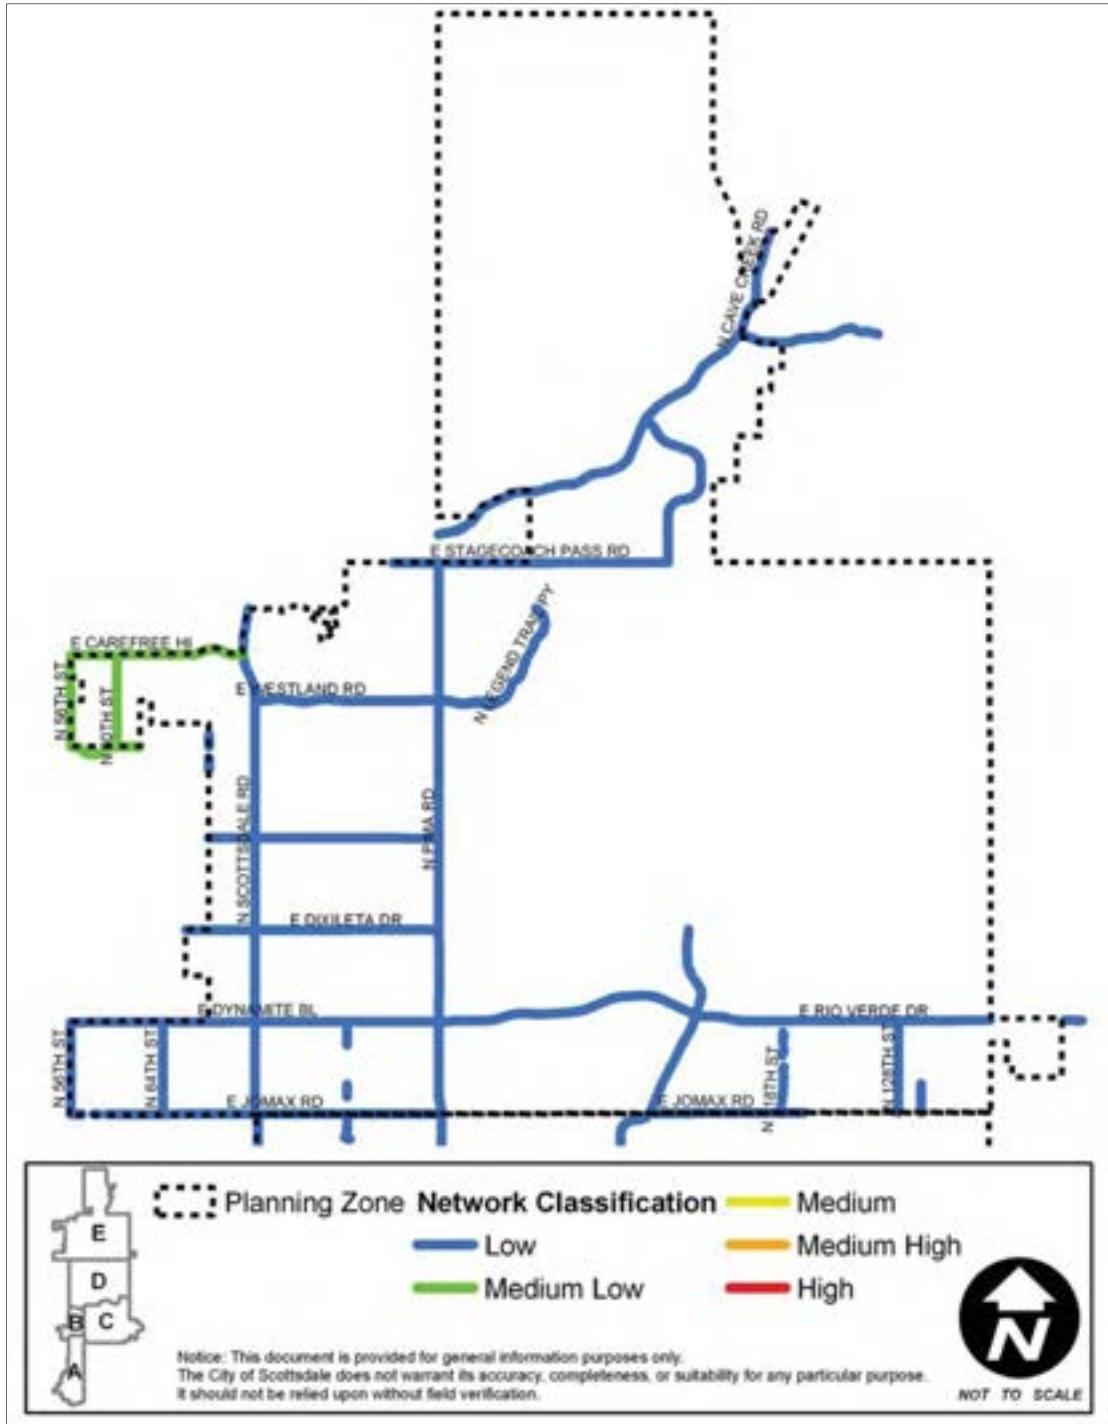 N CAVE CREEK RD
E STAGECOACH PASS RD
N LEGEND TRAIL PY
E CAREFREE HI
N 56TH ST
N 60TH ST
E WESTLAND RD
N SCOTTSDALE RD
N PIMA RD
E DIXILETA DR
E DYNAMITE BL
E RIO VERDE DR
N 56TH ST
N 64TH ST
E JOMAX RD
E JOMAX RD
N 128TH ST
Planning Zone
Network Classification
Low
Medium Low
Medium
Medium High
High
E
D
B
C
A
Notice: This document is provided for general information purposes only.
The City of Scottsdale does not warrant its accuracy, completeness, or suitability for any particular purpose.
It should not be relied upon without field verification.
N
NOT TO SCALE